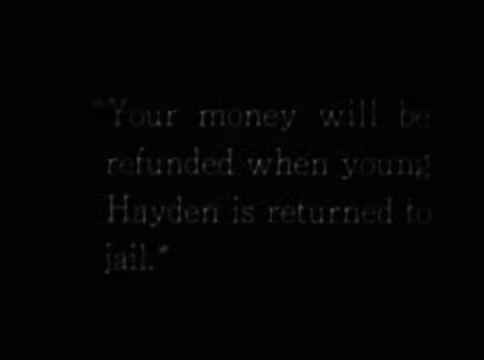 "Your money will be
refunded when young
Hayden is returned to
jail."